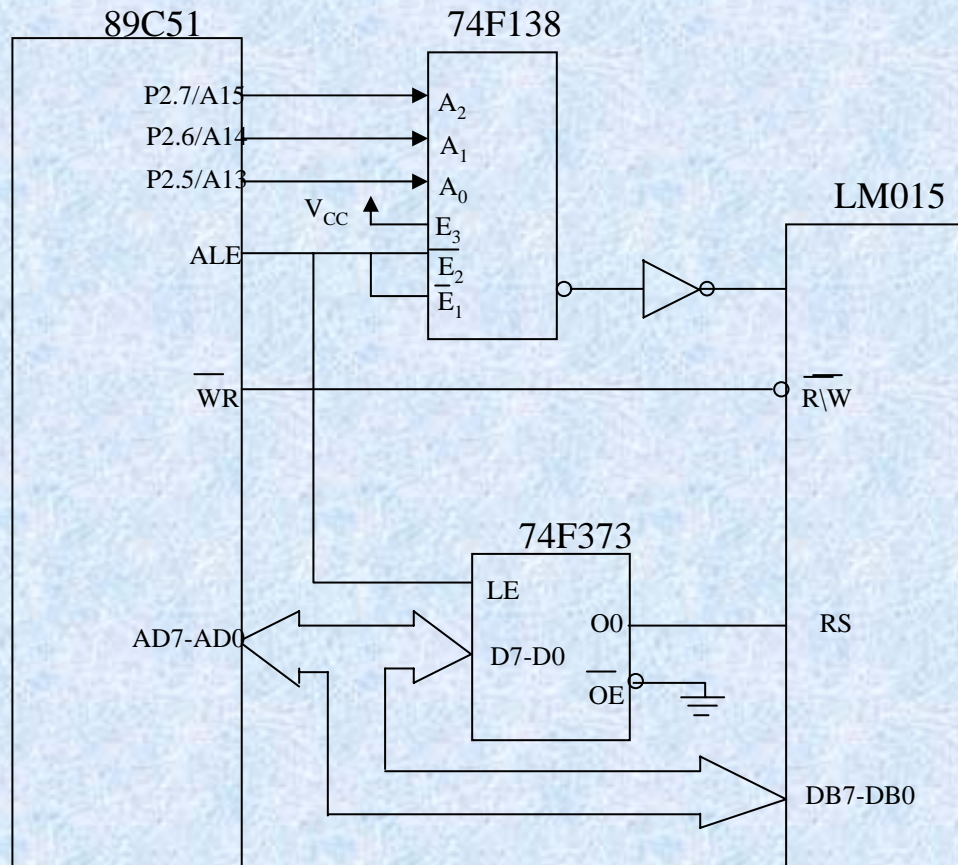 89C51 74F138
P2.7/A15 A2
P2.6/A14 A1
P2.5/A13 A0
LM015
VCC E3
ALE E2
E1
WR R\W
74F373
LE
O0 RS
AD7-AD0 D7-D0
OE
DB7-DB0